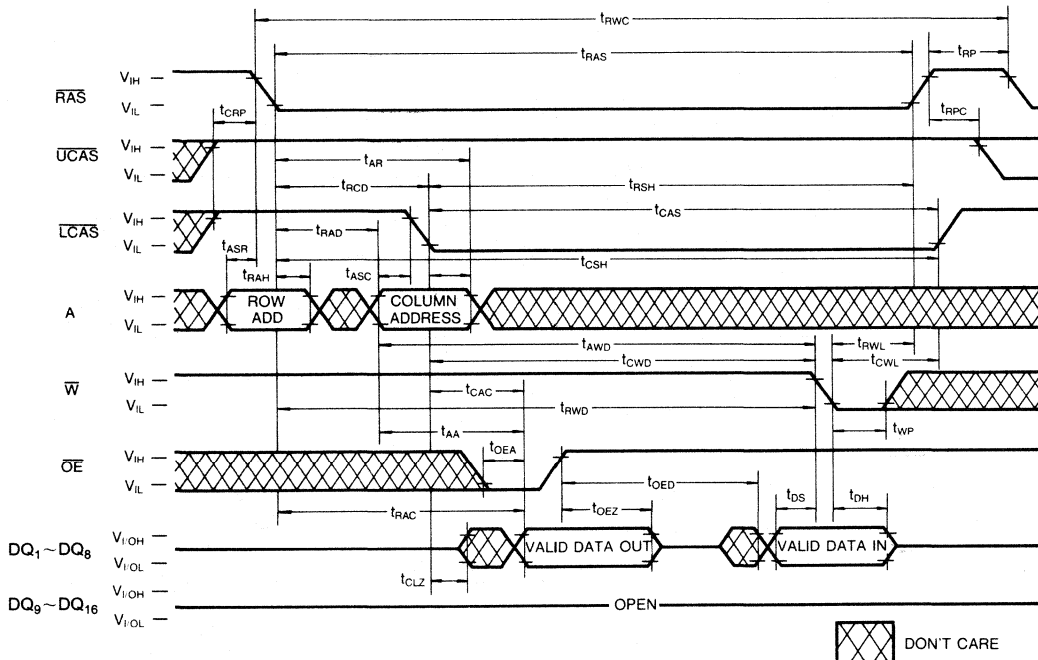 tRWC
tRAS
tRP
RAS
VIH
VIL
tCRP
tRPC
UCAS
VIH
VIL
tAR
tRCD
tRSH
LCAS
VIH
VIL
tCAS
tRAD
tASR
tCSH
tRAH
tASC
A
VIH
VIL
ROW ADD
COLUMN ADDRESS
tAWD
tRWL
tCWD
tCWL
W
VIH
VIL
tCAC
tRWD
tAA
tWP
OE
VIH
VIL
tOEA
tOED
tOEZ
tDS
tDH
tRAC
DQ1~DQ8
VI/OH
VI/OL
VALID DATA OUT
VALID DATA IN
tCLZ
DQ9~DQ16
VI/OH
VI/OL
OPEN
DON'T CARE